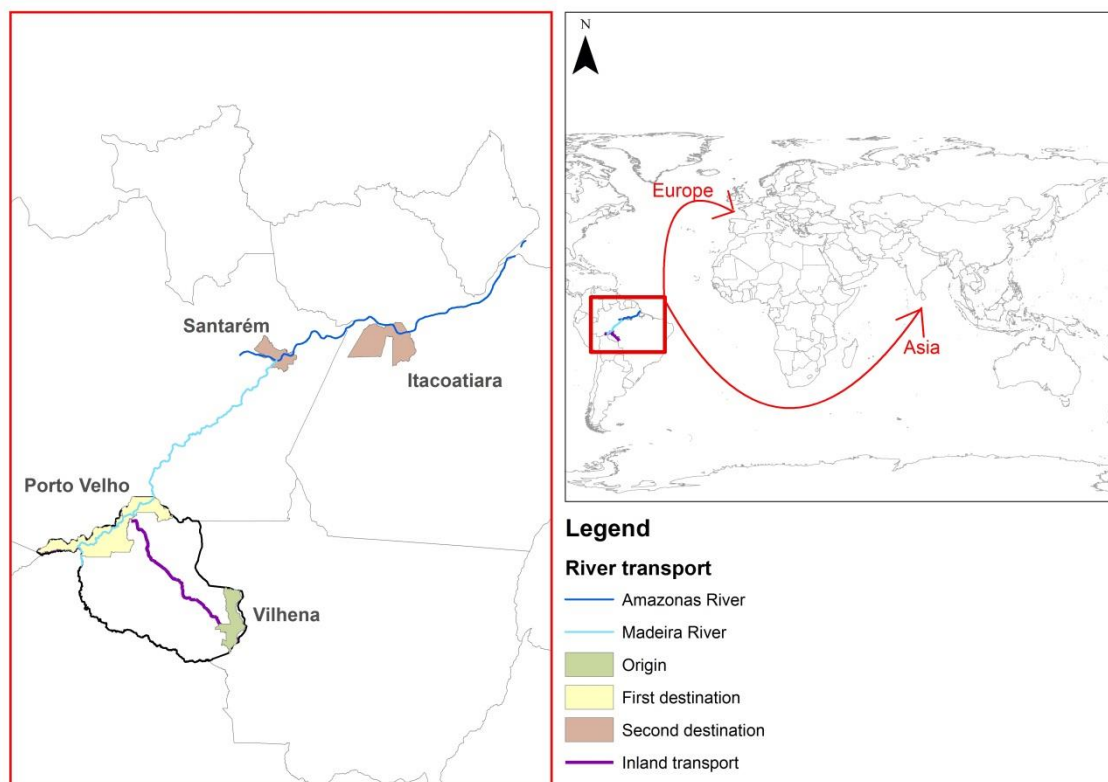 Santarém
Itacoatiara
Porto Velho
Vilhena
N
Europe
Asia
Legend
River transport
Amazonas River
Madeira River
Origin
First destination
Second destination
Inland transport